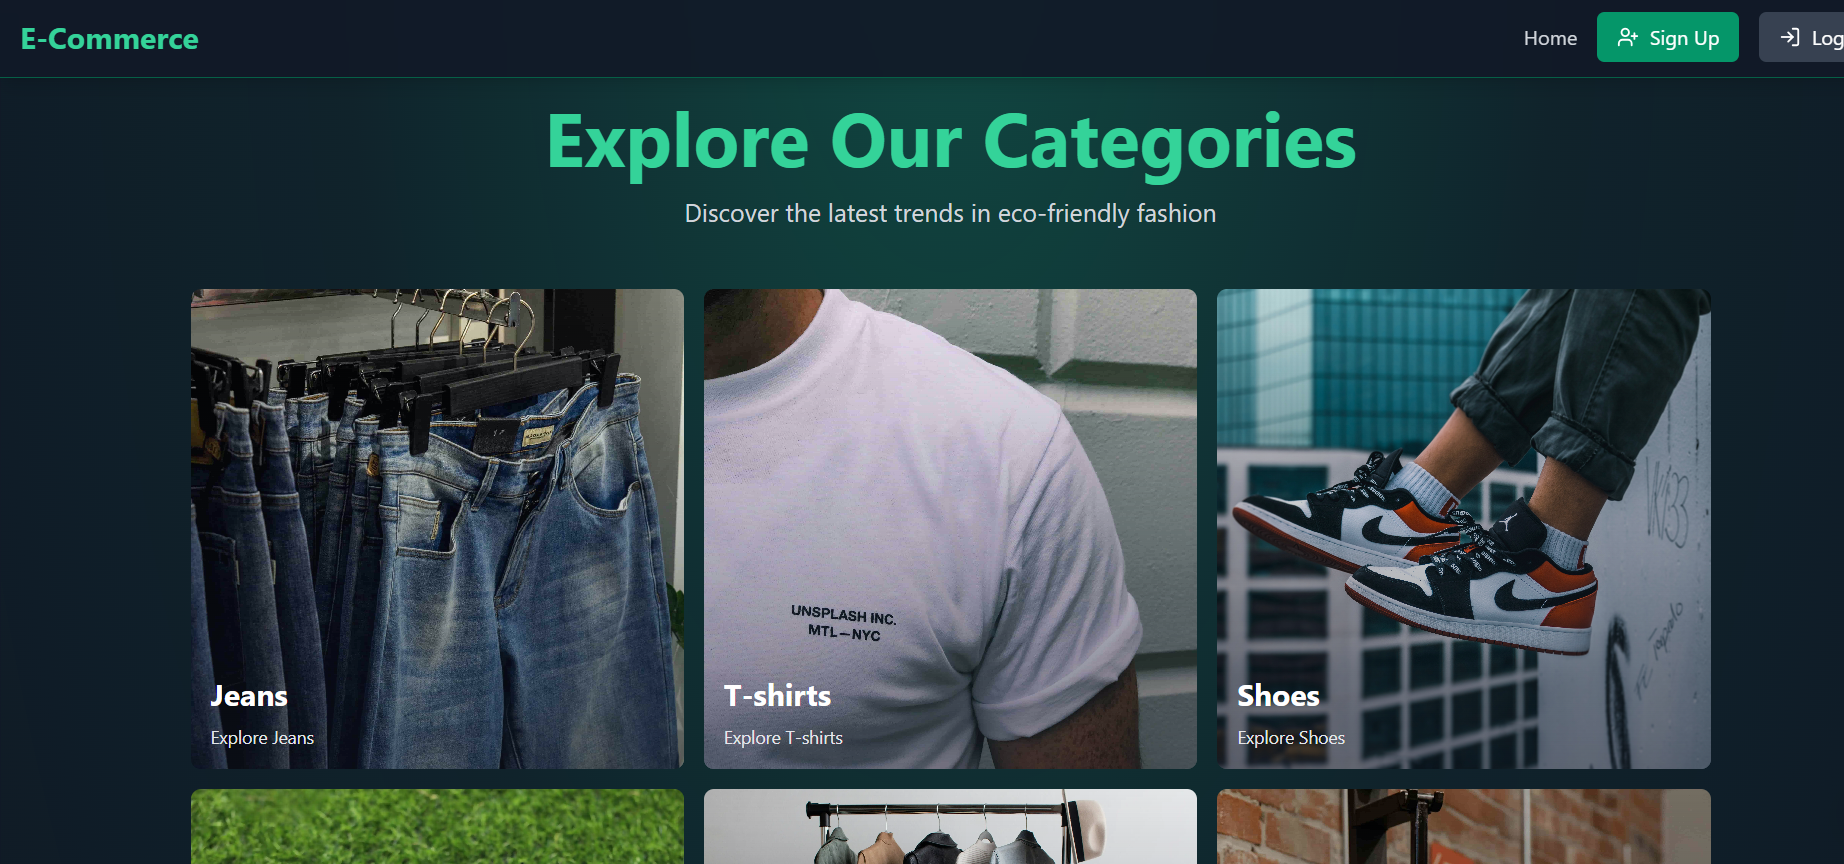 E-Commerce
Home
Sign Up
Log
Explore Our Categories
Discover the latest trends in eco-friendly fashion
UNSPLASH INC.
MTL—NYC
Jeans
Explore Jeans
T-shirts
Explore T-shirts
Shoes
Explore Shoes